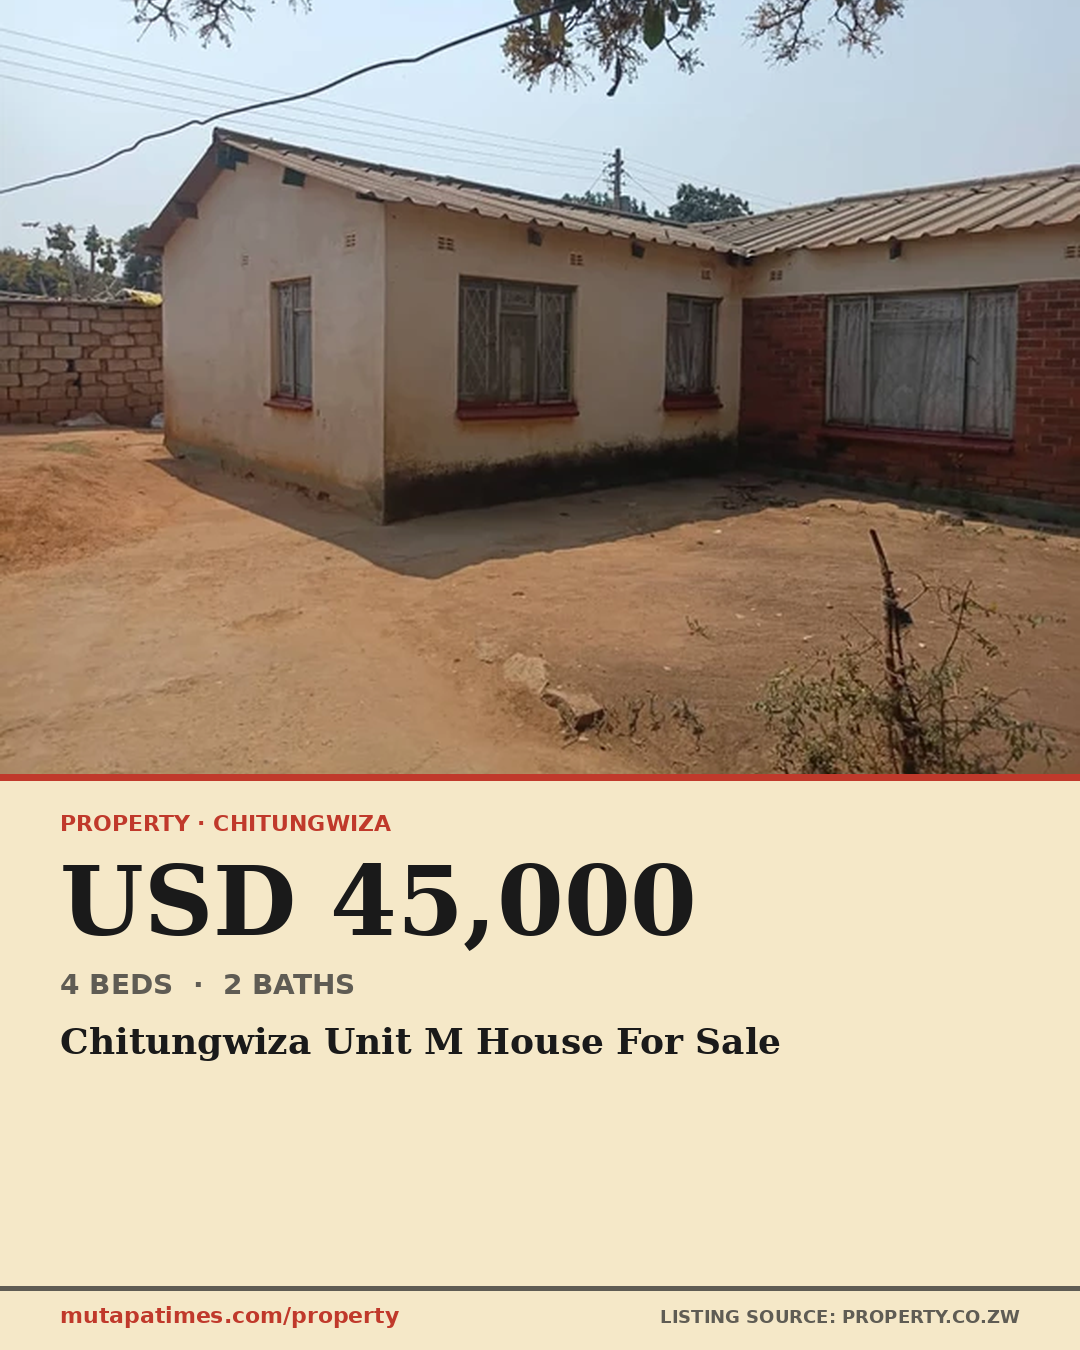 PROPERTY · CHITUNGWIZA
USD 45,000
4 BEDS · 2 BATHS
Chitungwiza Unit M House For Sale
mutapatimes.com/property
LISTING SOURCE: PROPERTY.CO.ZW